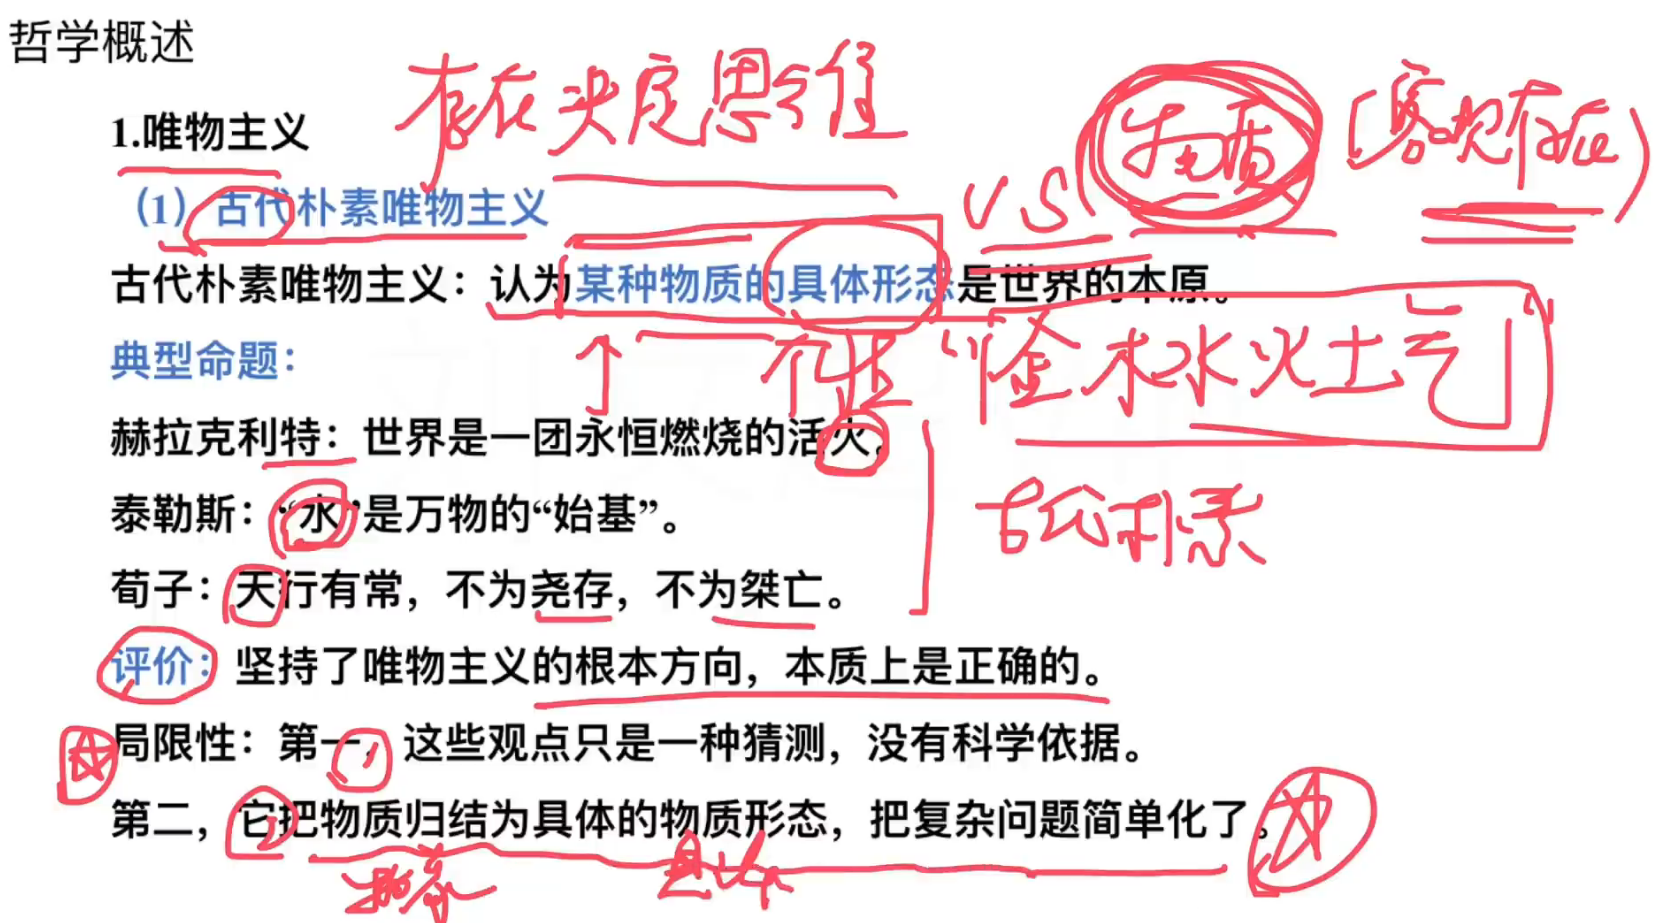 哲学概述
存在决定思维
1.唯物主义
VS 物质（客观存在）
（1）古代朴素唯物主义
古代朴素唯物主义：认为某种物质的具体形态是世界的本原。
典型命题：
金木水火土气
赫拉克利特：世界是一团永恒燃烧的活火。
泰勒斯：“水”是万物的“始基”。
古代朴素
荀子：天行有常，不为尧存，不为桀亡。
评价：坚持了唯物主义的根本方向，本质上是正确的。
局限性：第一，这些观点只是一种猜测，没有科学依据。
第二，它把物质归结为具体的物质形态，把复杂问题简单化了。
抽象 具体